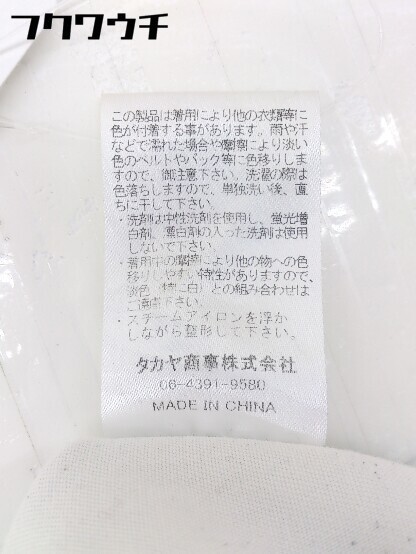 フクワウチ
この製品は着用により他の衣類等に
色が付着する事があります。雨や汗
などで濡れた場合や摩擦により淡い
色のベルトやバック等に色移りしま
すので、御注意下さい。洗濯の際は
色落ちしますので、単独洗い後、直
ちに干して下さい。
・洗剤は中性洗剤を使用し、蛍光増
白剤、漂白剤の入った洗剤は使用
しないで下さい。
・着用中の摩擦により他の物への色
移りしやすい特性がありますので、
淡色(特に白)との組み合わせは
ご遠慮下さい。
・スチームアイロンを浮か
しながら整形して下さい。
タカヤ商事株式会社
06-4391-9580
MADE IN CHINA